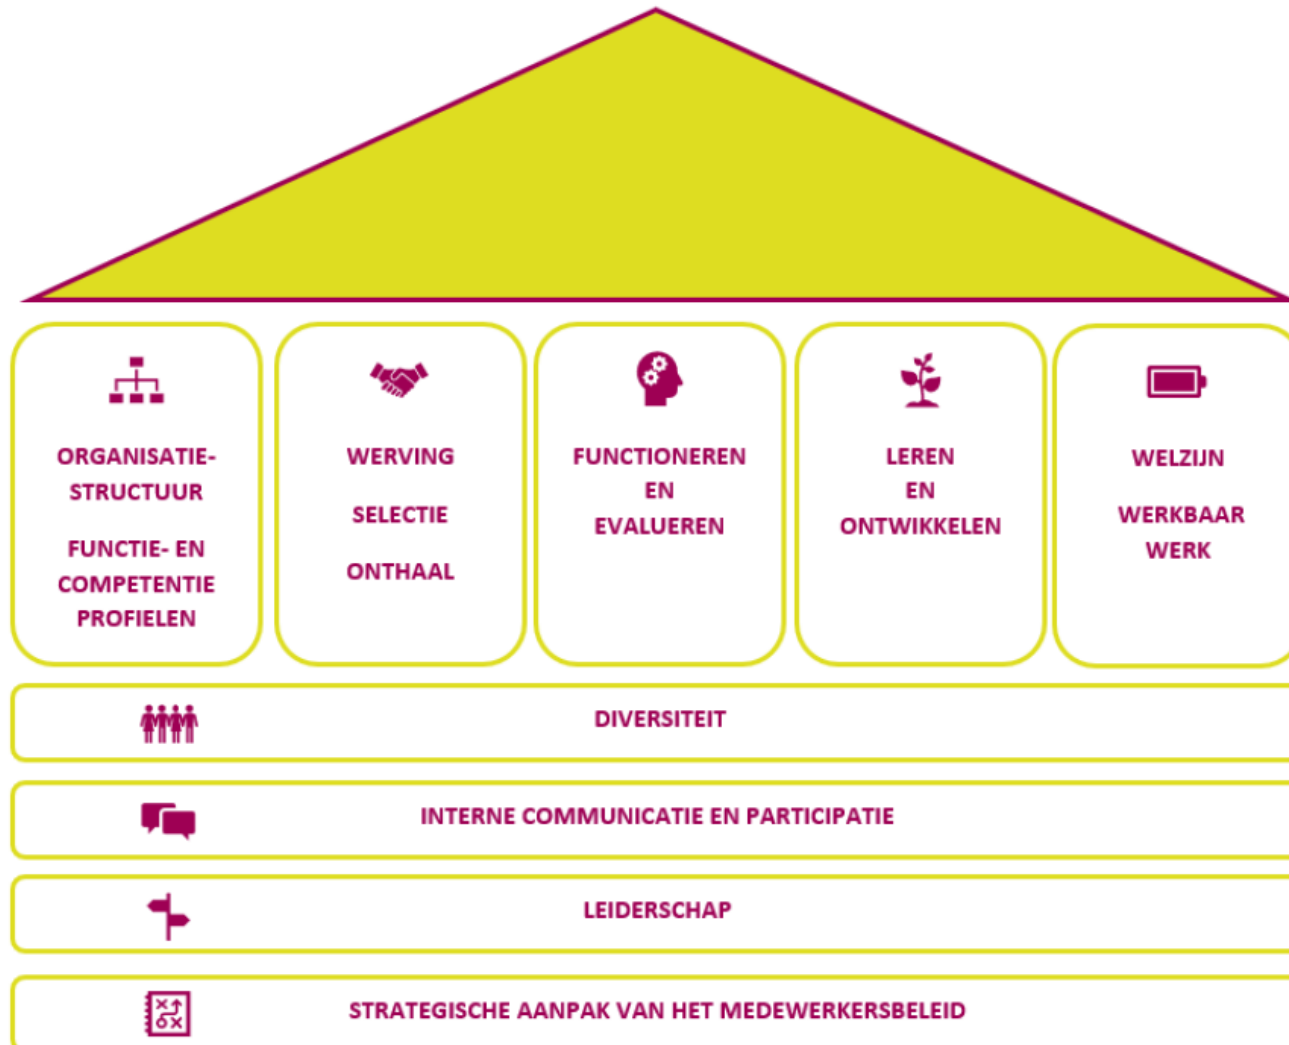 ORGANISATIE-
STRUCTUUR
FUNCTIE- EN
COMPETENTIE
PROFIELEN
WERVING
SELECTIE
ONTHAAL
FUNCTIONEREN
EN
EVALUEREN
LEREN
EN
ONTWIKKELEN
WELZIJN
WERKBAAR
WERK
DIVERSITEIT
INTERNE COMMUNICATIE EN PARTICIPATIE
LEIDERSCHAP
STRATEGISCHE AANPAK VAN HET MEDEWERKERSBELEID